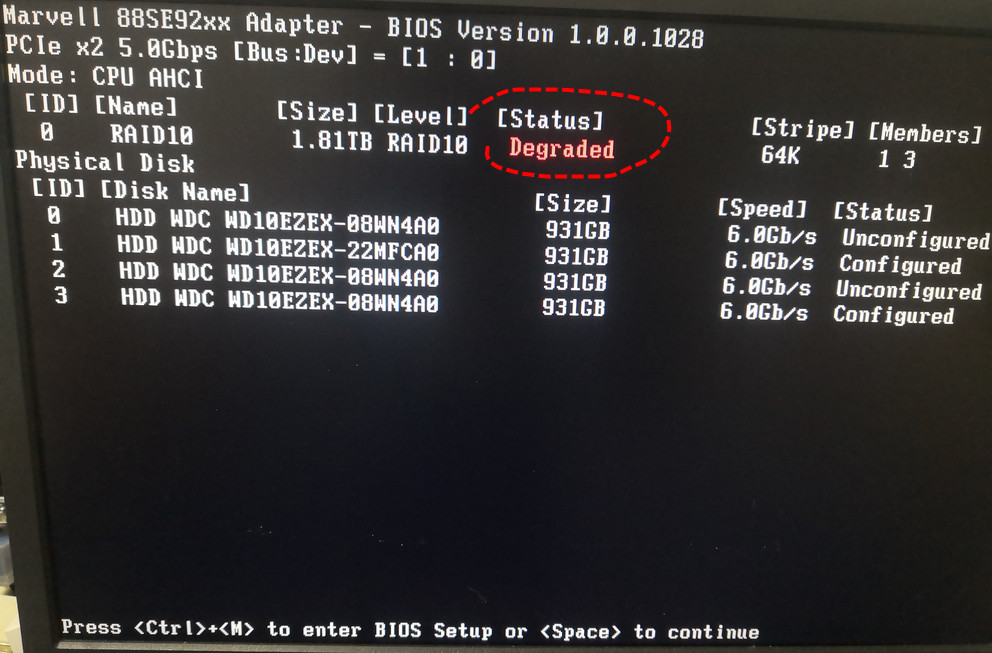 Marvell 88SE92xx Adapter - BIOS Version 1.0.0.1028
PCIe x2 5.0Gbps [Bus:Dev] = [1 : 0]
Mode: CPU AHCI
[ID] [Name] [Size] [Level] [Status] [Stripe] [Members]
0 RAID10 1.81TB RAID10 Degraded 64K 1 3
Physical Disk
[ID] [Disk Name] [Size] [Speed] [Status]
0 HDD WDC WD10EZEX-08WN4A0 931GB 6.0Gb/s Unconfigured
1 HDD WDC WD10EZEX-22MFCA0 931GB 6.0Gb/s Configured
2 HDD WDC WD10EZEX-08WN4A0 931GB 6.0Gb/s Unconfigured
3 HDD WDC WD10EZEX-08WN4A0 931GB 6.0Gb/s Configured
Press <Ctrl>+<M> to enter BIOS Setup or <Space> to continue